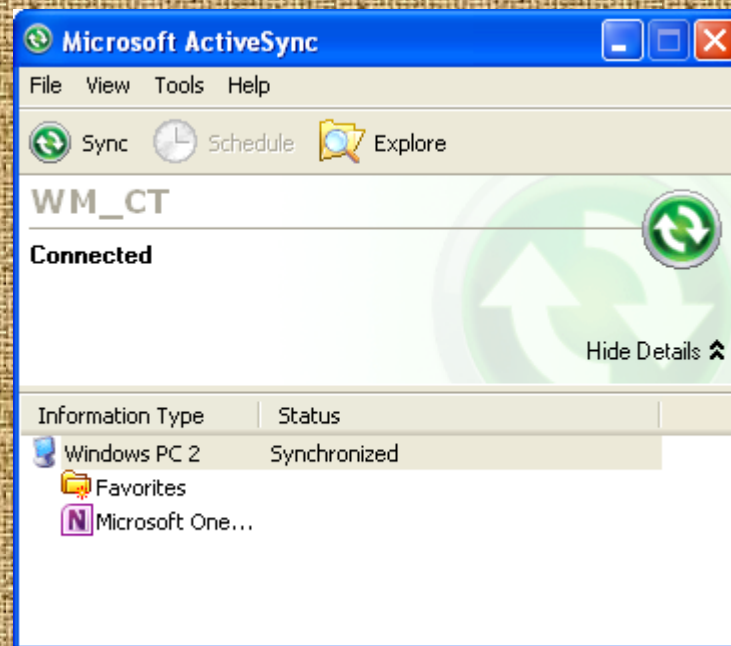 Microsoft ActiveSync
File View Tools Help
Sync Schedule Explore
WM_CT
Connected
Hide Details
Information Type Status
Windows PC 2 Synchronized
Favorites
Microsoft One...